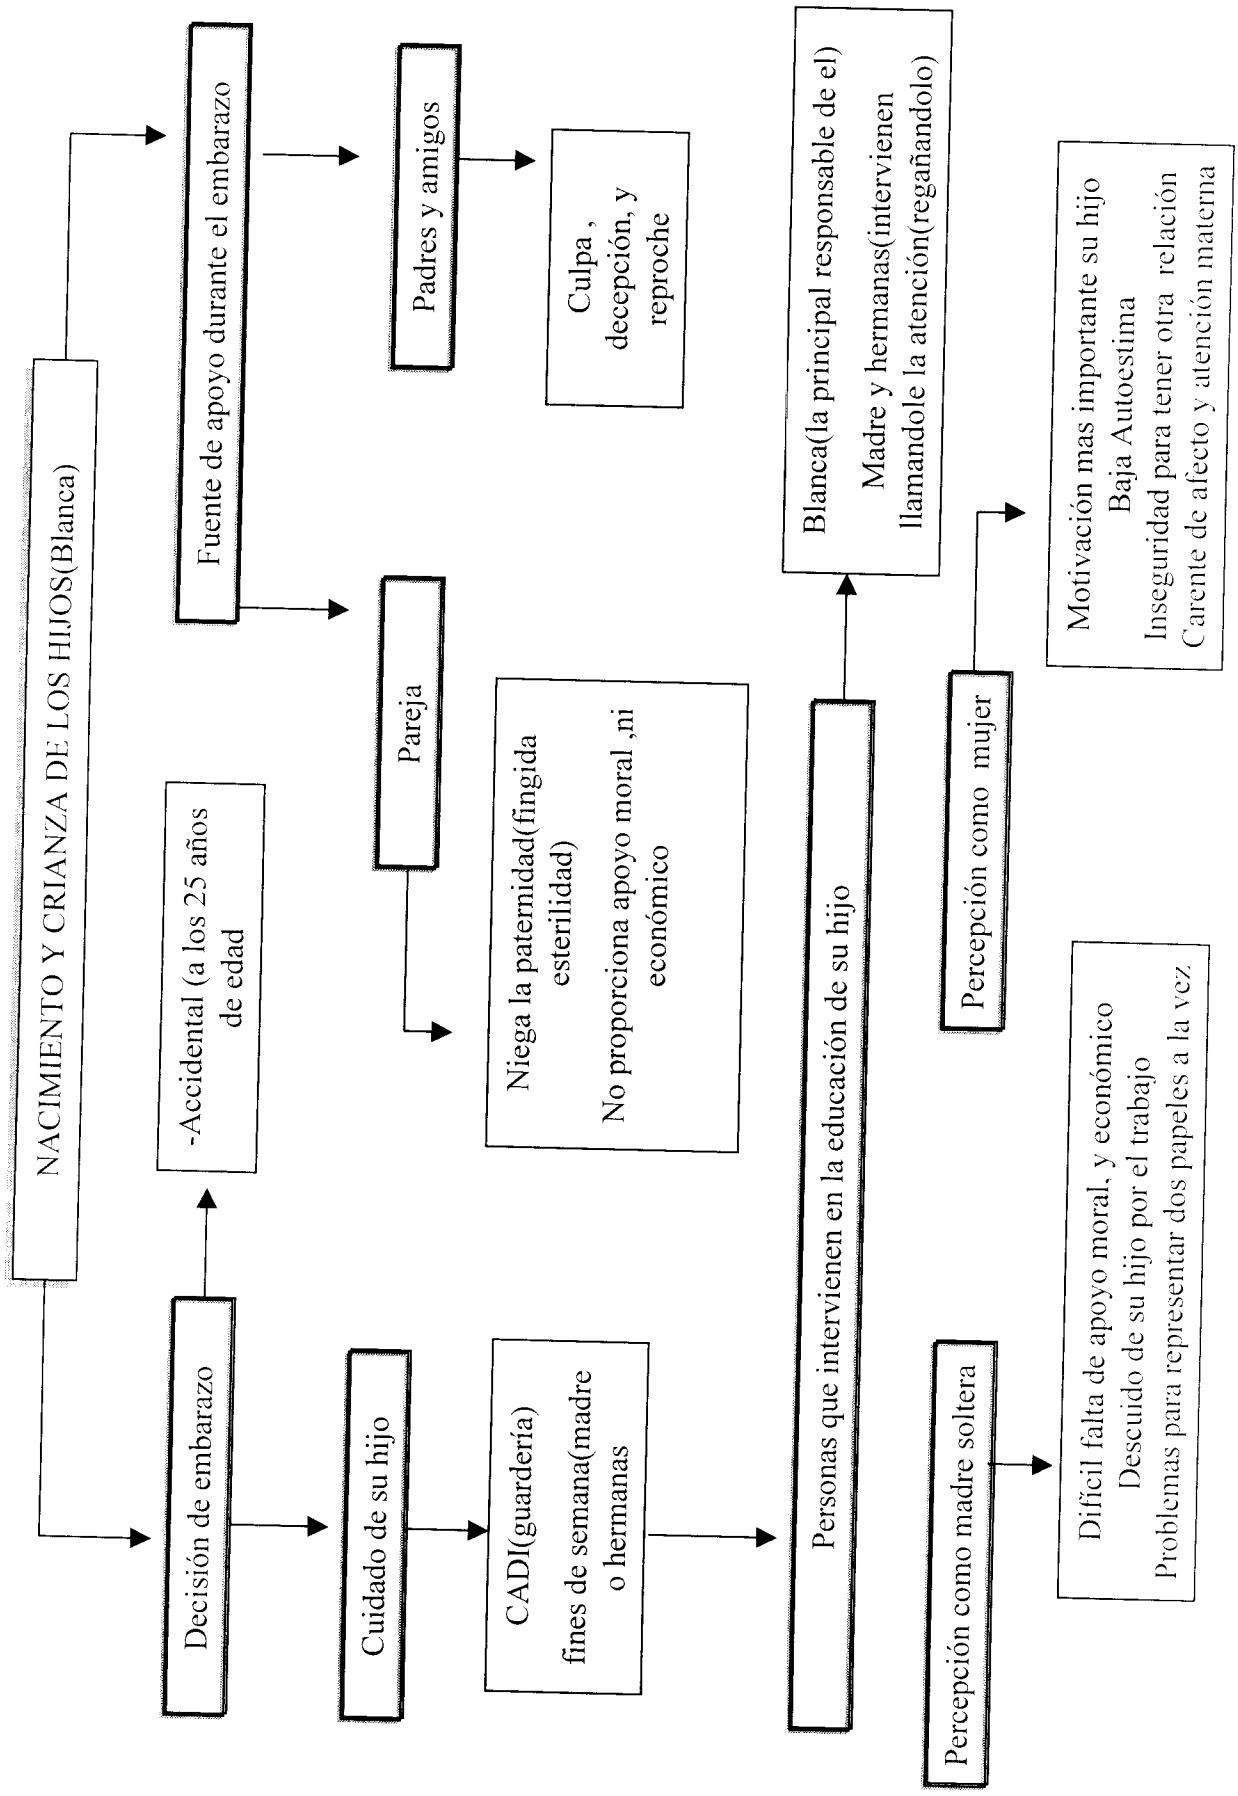 NACIMIENTO Y CRIANZA DE LOS HIJOS(Blanca)
Decisión de embarazo
-Accidental (a los 25 años
de edad
Fuente de apoyo durante el embarazo
Cuidado de su hijo
Pareja
Padres y amigos
CADI(guardería)
fines de semana(madre
o hermanas
Niega la paternidad(fingida
esterilidad)
No proporciona apoyo moral ,ni
económico
Culpa ,
decepción, y
reproche
Personas que intervienen en la educación de su hijo
Blanca(la principal responsable de el)
Madre y hermanas(intervienen
llamandole la atención(regañandolo)
Percepción como madre soltera
Percepción como mujer
Difícil falta de apoyo moral, y económico
Descuido de su hijo por el trabajo
Problemas para representar dos papeles a la vez
Motivación mas importante su hijo
Baja Autoestima
Inseguridad para tener otra relación
Carente de afecto y atención materna